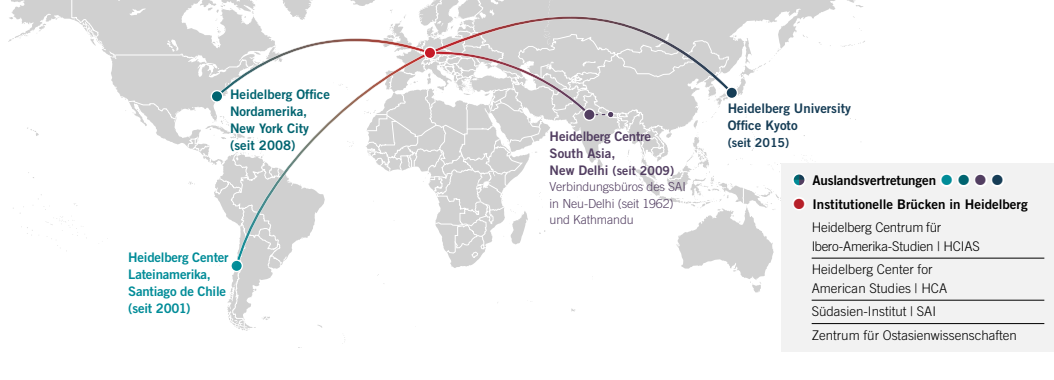 Heidelberg Office
Nordamerika,
New York City
(seit 2008)
Heidelberg Center
Lateinamerika,
Santiago de Chile
(seit 2001)
Heidelberg Centre
South Asia,
New Delhi (seit 2009)
Verbindungsbüros des SAI
in Neu-Delhi (seit 1962)
und Kathmandu
Heidelberg University
Office Kyoto
(seit 2015)
Auslandsvertretungen
Institutionelle Brücken in Heidelberg
Heidelberg Centrum für
Ibero-Amerika-Studien | HCIAS
Heidelberg Center for
American Studies | HCA
Südasien-Institut | SAI
Zentrum für Ostasienwissenschaften